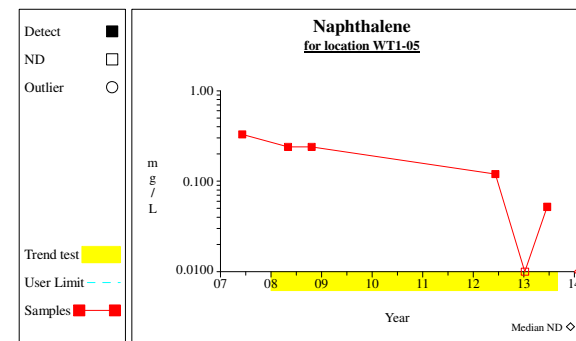 Detect
ND
Outlier
Trend test
User Limit
Samples
Naphthalene
for location WT1-05
1.00
0.100
0.0100
mg/L
07 08 09 10 11 12 13 14
Year
Median ND